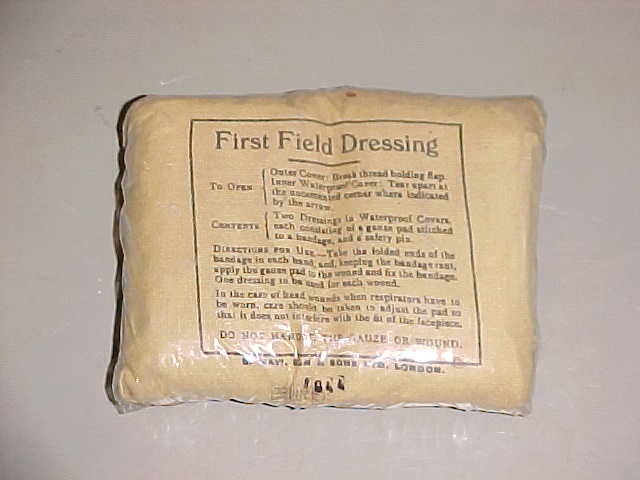 First Field Dressing
To Open { Outer Cover: Break thread holding flap.
Inner Waterproof Cover: Tear apart at
the uncemented corner where indicated
by the arrow.
Contents { Two Dressings in Waterproof Covers,
each consisting of a gauze pad stitched
to a bandage, and a safety pin.
Directions for Use.—Take the folded ends of the
bandage in each hand, and, keeping the bandage taut,
apply the gauze pad to the wound and fix the bandage.
One dressing to be used for each wound.
In the case of head wounds when respirators have to
be worn, care should be taken to adjust the pad so
that it does not interfere with the fit of the facepiece.
DO NOT HANDLE THE GAUZE OR WOUND.
& SONS LTD., LONDON.
1944